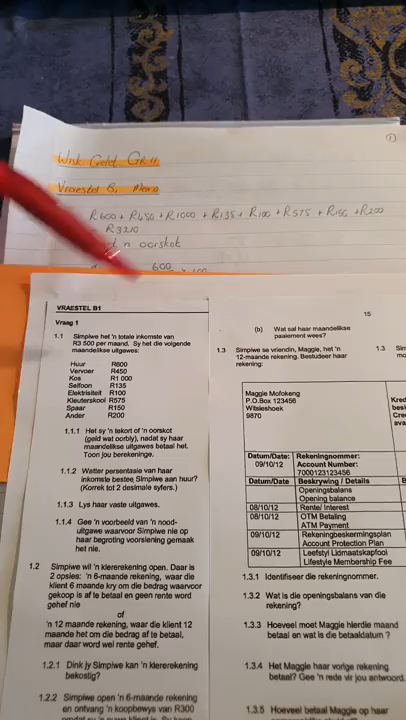 ①
Wisk Geld GR 11
Vraestel B1 Memo
R600 + R450 + R1000 + R135 + R100 + R575 + R150 + R200
R3210
'n oorskot
600 x 100
VRAESTEL B1
Vraag 1
1.1 Simpiwe het 'n totale inkomste van
R3 500 per maand. Sy het die volgende
maandelikse uitgawes:
Huur R600
Vervoer R450
Kos R1 000
Selfoon R135
Elektrisiteit R100
Kleuterskool R575
Spaar R150
Ander R200
1.1.1 Het sy 'n tekort of 'n oorskot
(geld wat oorbly), nadat sy haar
maandelikse uitgawes betaal het.
Toon jou berekeninge.
1.1.2 Watter persentasie van haar
inkomste bestee Simpiwe aan huur?
(Korrek tot 2 desimale syfers.)
1.1.3 Lys haar vaste uitgawes.
1.1.4 Gee 'n voorbeeld van 'n nood-
uitgawe waarvoor Simpiwe nie op
haar begroting voorsiening gemaak
het nie.
1.2 Simpiwe wil 'n klererekening open. Daar is
2 opsies: 'n 6-maande rekening, waar die
klient 6 maande kry om die bedrag waarvoor
gekoop is af te betaal en geen rente word
gehef nie
of
'n 12 maande rekening, waar die klient 12
maande het om die bedrag af te betaal,
maar daar word wel rente gehef.
1.2.1 Dink jy Simpiwe kan 'n klererekening
bekostig?
1.2.2 Simpiwe open 'n 6-maande rekening
en ontvang 'n koopbewys van R300
15
(b) Wat sal haar maandelikse
paaiement wees?
1.3 Simpiwe se vriendin, Maggie, het 'n
12-maande rekening. Bestudeer haar
rekening:
Maggie Mofokeng
P.O.Box 123456
Witsieshoek
9870
Datum/Date: Rekeningnommer:
09/10/12 Account Number:
7000123123456
Datum/Date Beskrywing / Details
Openingsbalans
Opening balance
08/10/12 Rente/ Interest
08/10/12 OTM Betaling
ATM Payment
09/10/12 Rekeningbeskermingsplan
Account Protection Plan
09/10/12 Leefstyl Lidmaatskapfooi
Lifestyle Membership Fee
1.3.1 Identifiseer die rekeningnommer.
1.3.2 Wat is die openingsbalans van die
rekening?
1.3.3 Hoeveel moet Maggie hierdie maand
betaal en wat is die betaaldatum ?
1.3.4 Het Maggie haar vorige rekening
betaal? Gee 'n rede vir jou antwoord.
1.3.5 Hoeveel betaal Maggie op haar
1.3